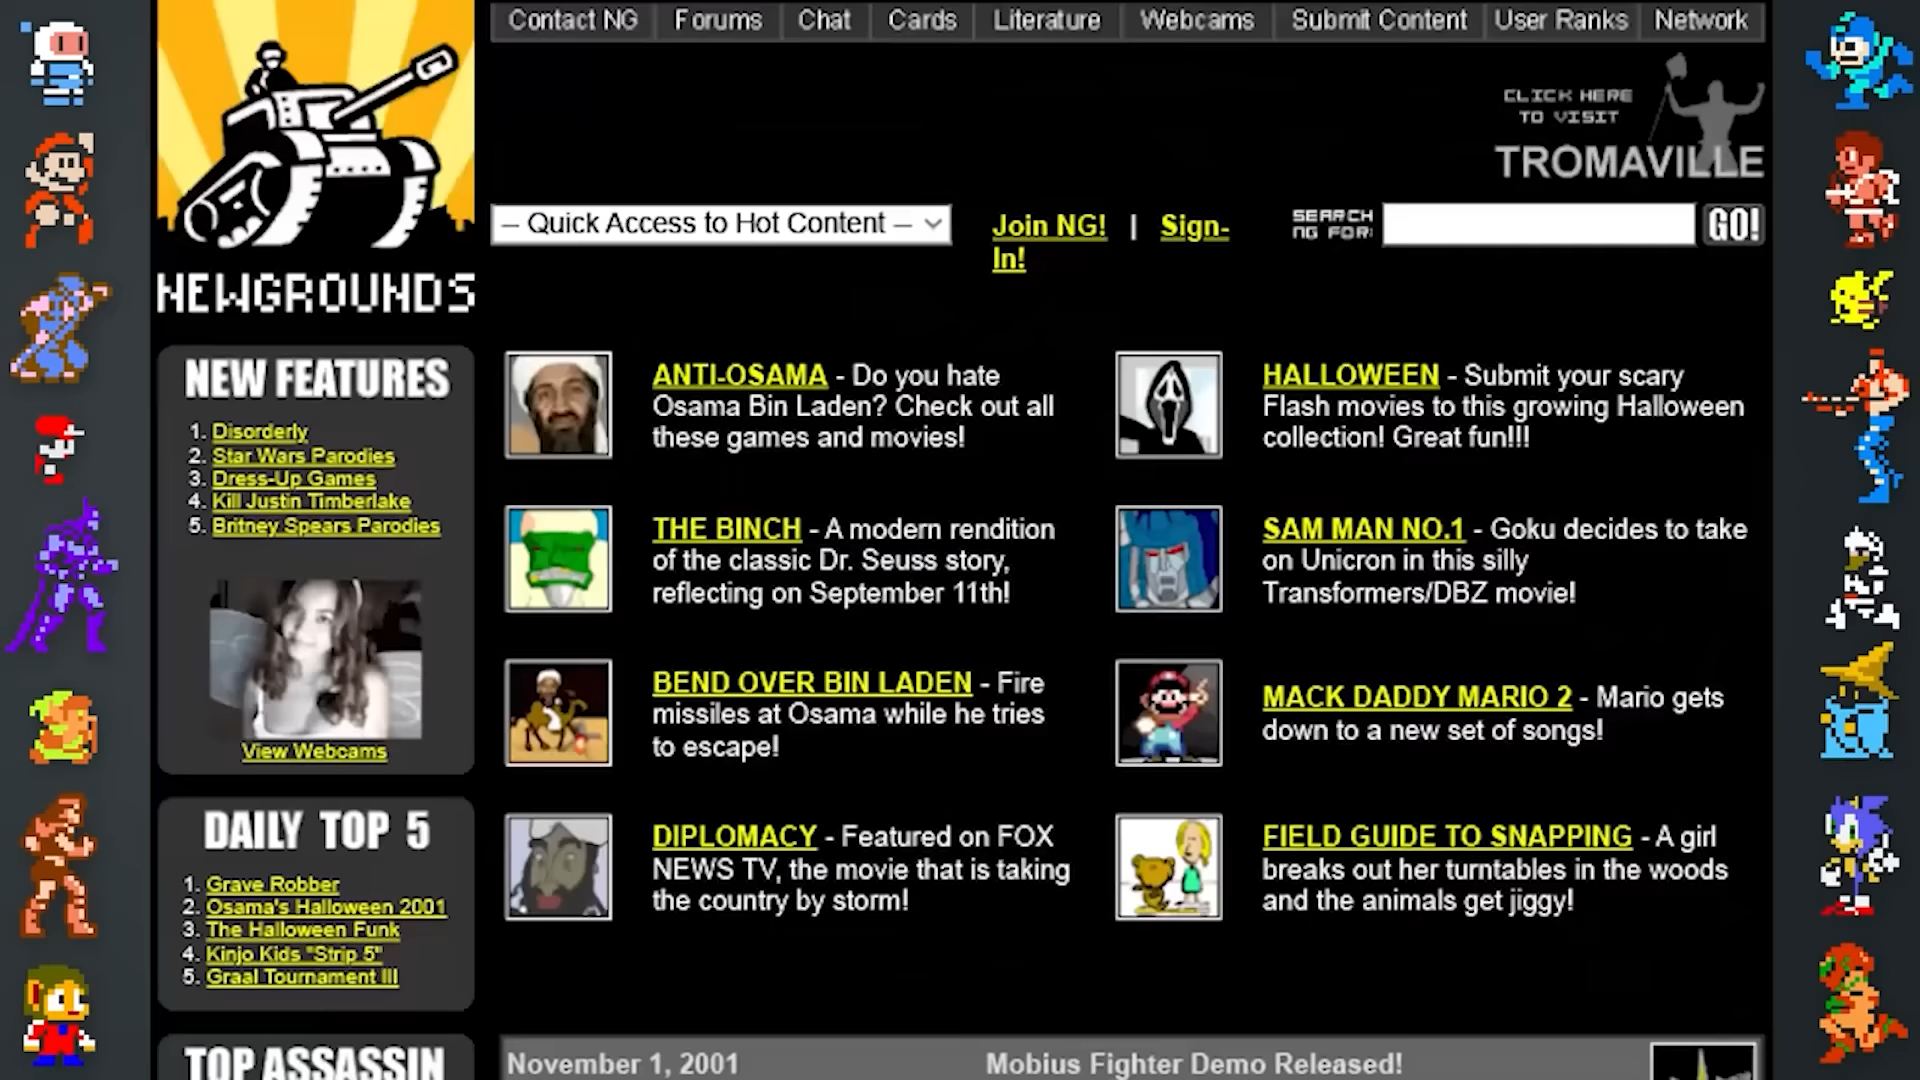 Contact NG Forums Chat Cards Literature Webcams Submit Content User Ranks Network
CLICK HERE
TO VISIT
TROMAVILLE
-- Quick Access to Hot Content --
Join NG! | Sign-
In!
SEARCH
NG FOR:
GO!
NEWGROUNDS
NEW FEATURES
1. Disorderly
2. Star Wars Parodies
3. Dress-Up Games
4. Kill Justin Timberlake
5. Britney Spears Parodies
View Webcams
DAILY TOP 5
1. Grave Robber
2. Osama's Halloween 2001
3. The Halloween Funk
4. Kinjo Kids "Strip 5"
5. Graal Tournament III
TOP ASSASSIN
ANTI-OSAMA - Do you hate
Osama Bin Laden? Check out all
these games and movies!
HALLOWEEN - Submit your scary
Flash movies to this growing Halloween
collection! Great fun!!!
THE BINCH - A modern rendition
of the classic Dr. Seuss story,
reflecting on September 11th!
SAM MAN NO.1 - Goku decides to take
on Unicron in this silly
Transformers/DBZ movie!
BEND OVER BIN LADEN - Fire
missiles at Osama while he tries
to escape!
MACK DADDY MARIO 2 - Mario gets
down to a new set of songs!
DIPLOMACY - Featured on FOX
NEWS TV, the movie that is taking
the country by storm!
FIELD GUIDE TO SNAPPING - A girl
breaks out her turntables in the woods
and the animals get jiggy!
November 1, 2001 Mobius Fighter Demo Released!